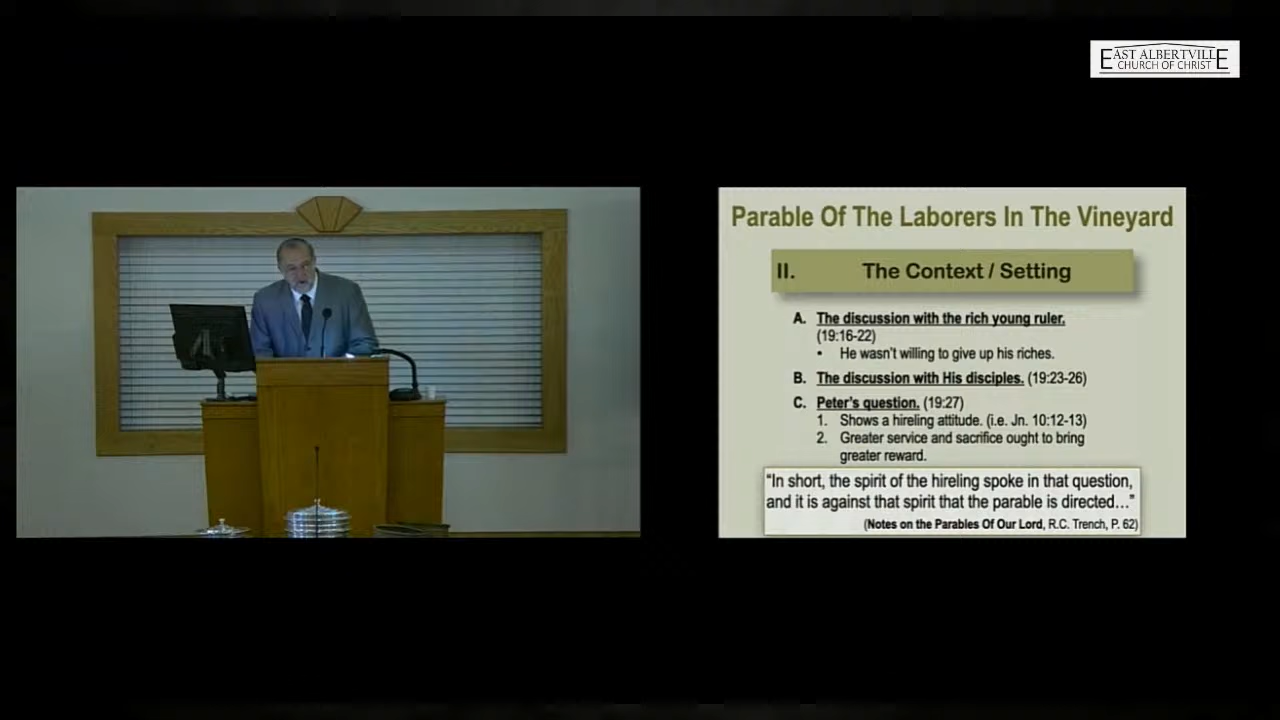 EAST ALBERTVILLE
CHURCH OF CHRIST
Parable Of The Laborers In The Vineyard
II. The Context / Setting
A. The discussion with the rich young ruler.
(19:16-22)
• He wasn't willing to give up his riches.
B. The discussion with His disciples. (19:23-26)
C. Peter's question. (19:27)
1. Shows a hireling attitude. (i.e. Jn. 10:12-13)
2. Greater service and sacrifice ought to bring
greater reward.
"In short, the spirit of the hireling spoke in that question,
and it is against that spirit that the parable is directed…"
(Notes on the Parables Of Our Lord, R.C. Trench, P. 62)